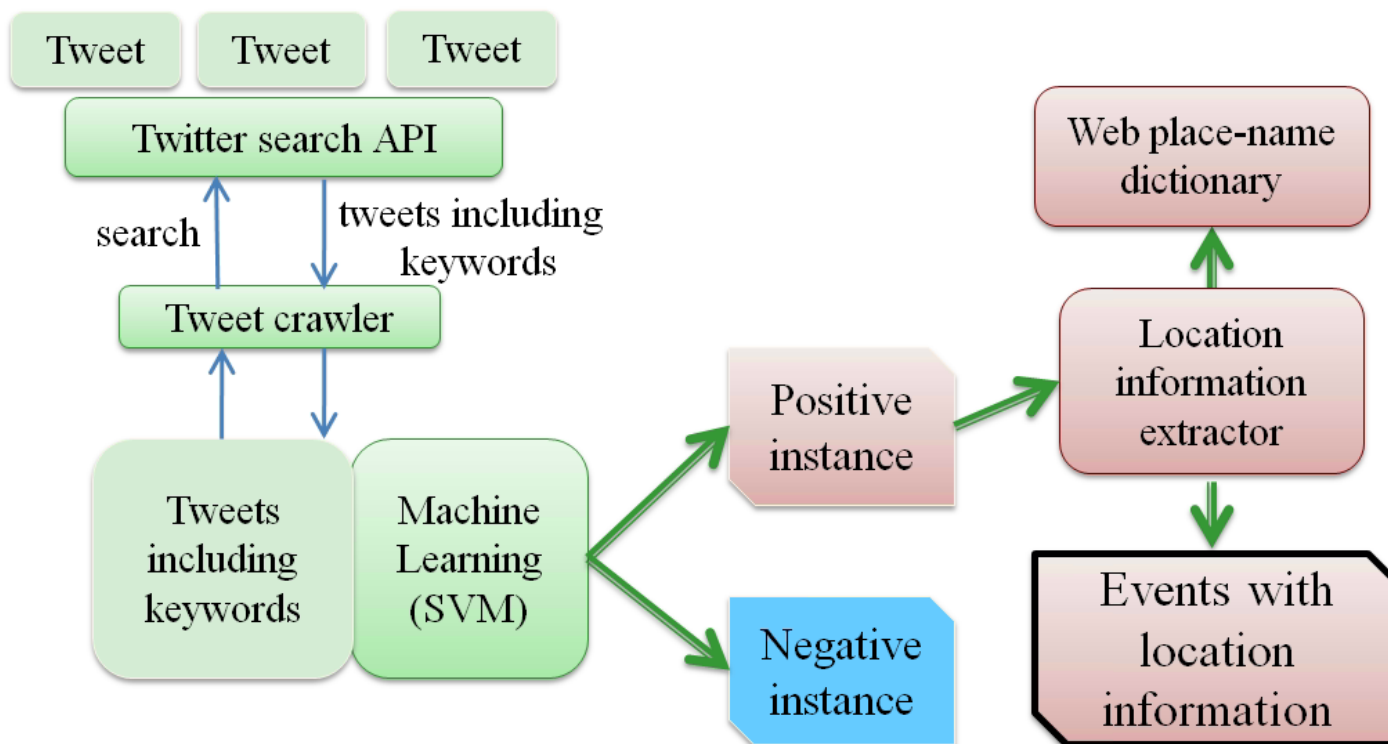 Tweet
Tweet
Tweet
Twitter search API
search
tweets including
keywords
Tweet crawler
Tweets
including
keywords
Machine
Learning
(SVM)
Positive
instance
Negative
instance
Web place-name
dictionary
Location
information
extractor
Events with
location
information